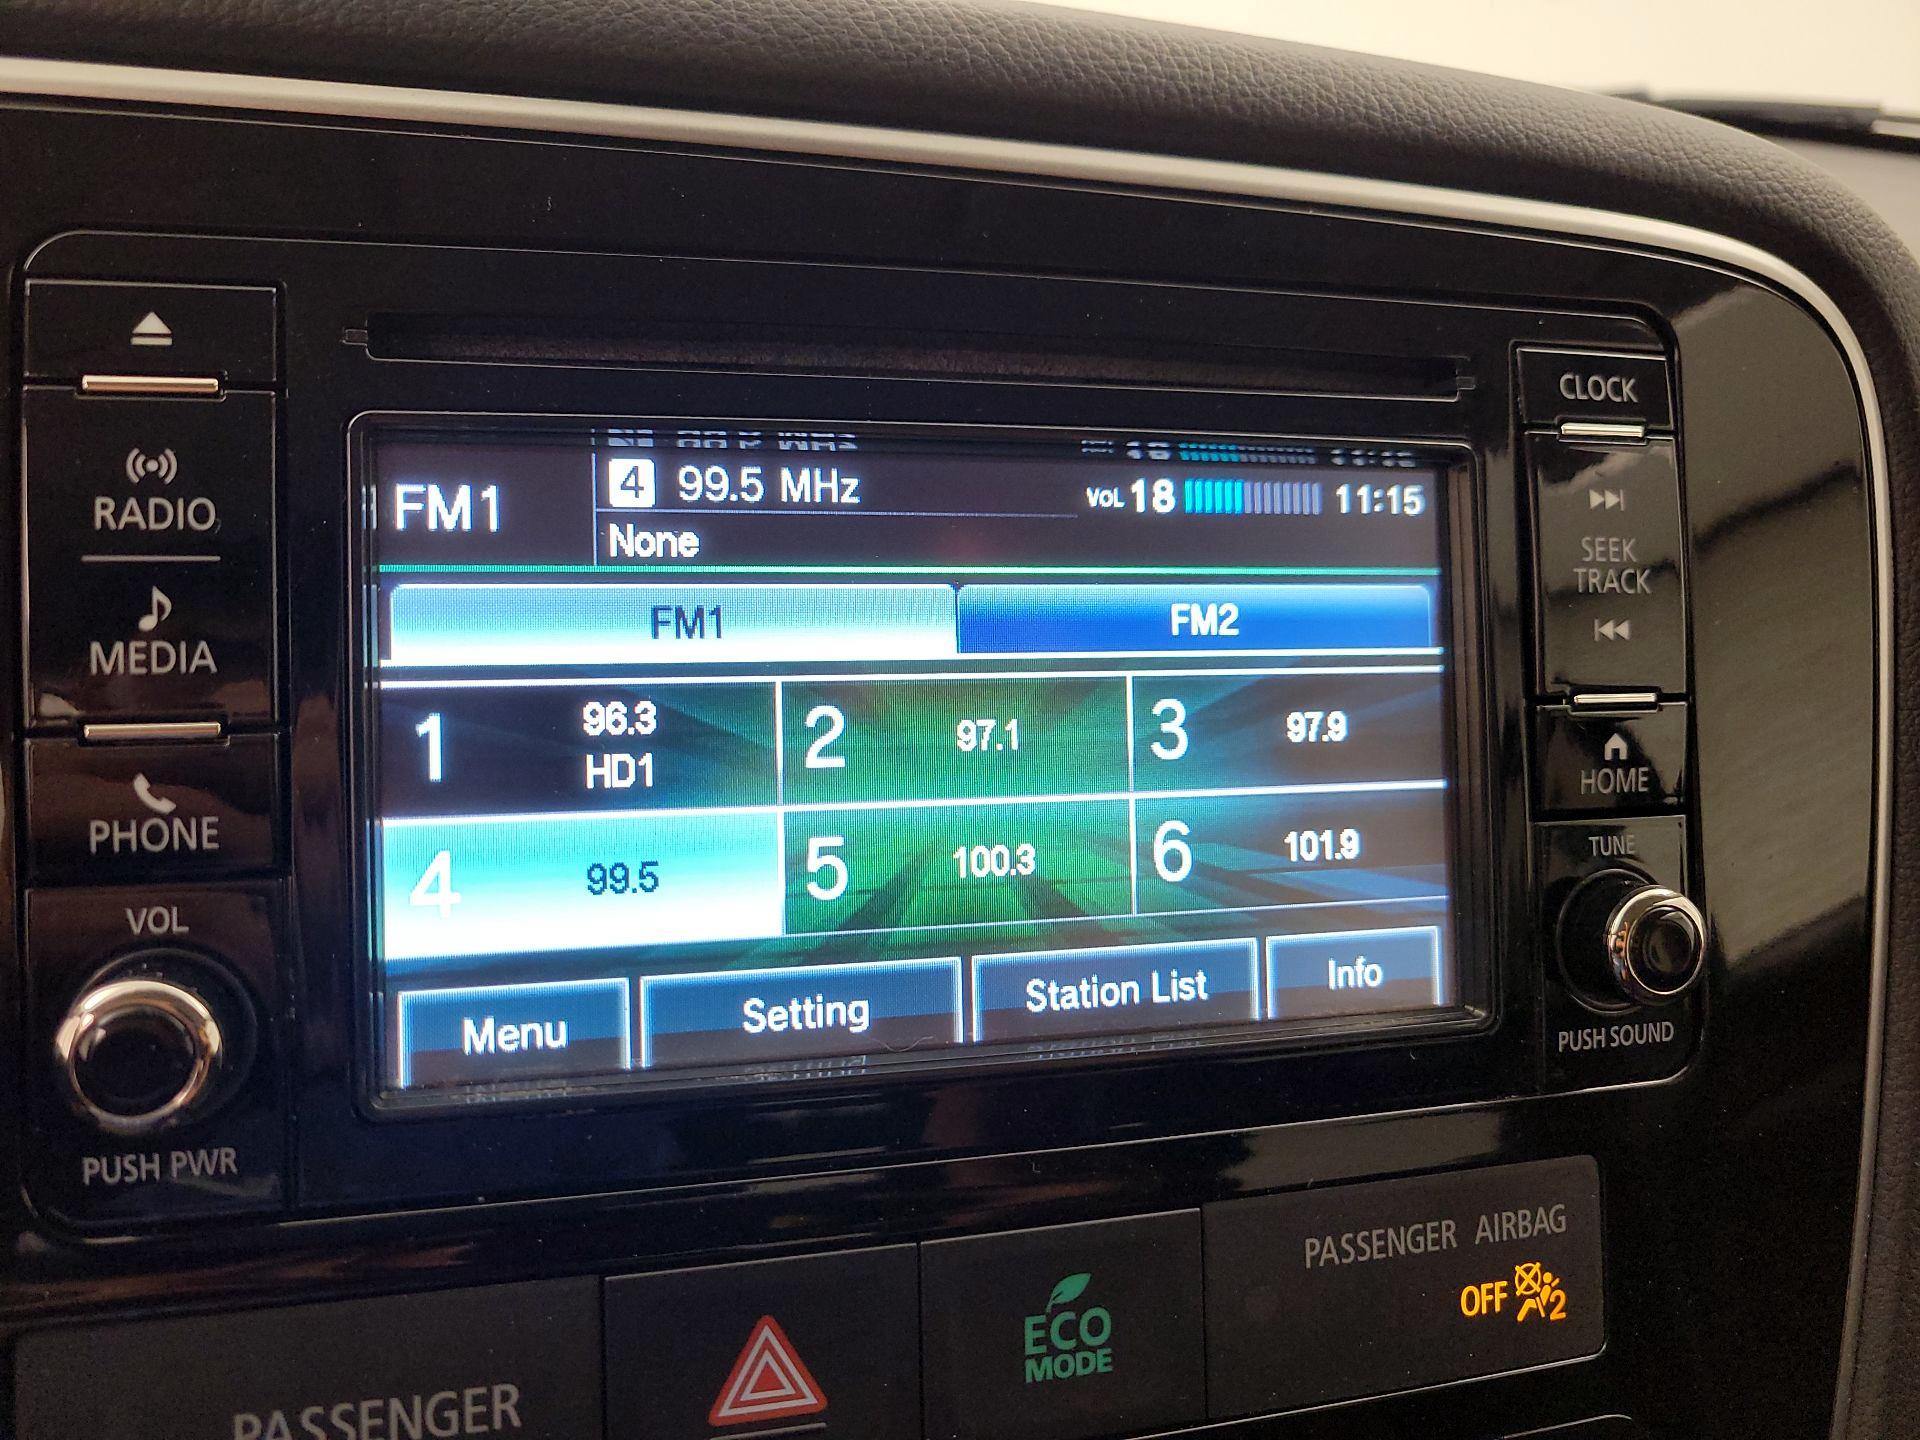 CLOCK
RADIO
MEDIA
PHONE
VOL
PUSH PWR
FM1
4 99.5 MHz
VOL 18 11:15
None
FM1 FM2
1 96.3 HD1
2 97.1
3 97.9
4 99.5
5 100.3
6 101.9
Menu Setting Station List Info
SEEK
TRACK
HOME
TUNE
PUSH SOUND
PASSENGER AIRBAG
OFF 2
ECO
MODE
PASSENGER